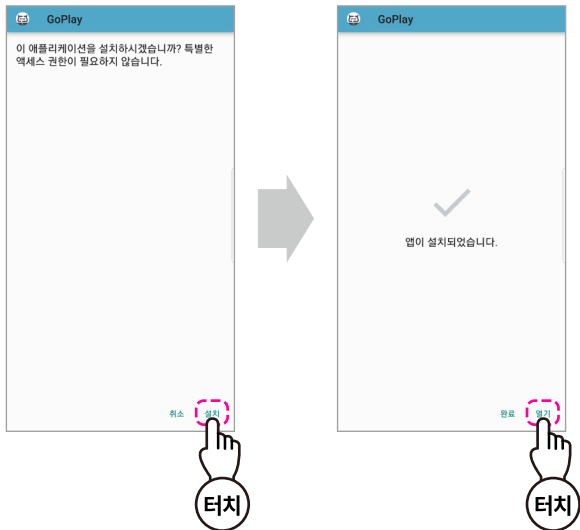 GoPlay
이 애플리케이션을 설치하시겠습니까? 특별한
액세스 권한이 필요하지 않습니다.
취소 설치
터치
GoPlay
앱이 설치되었습니다.
완료 열기
터치